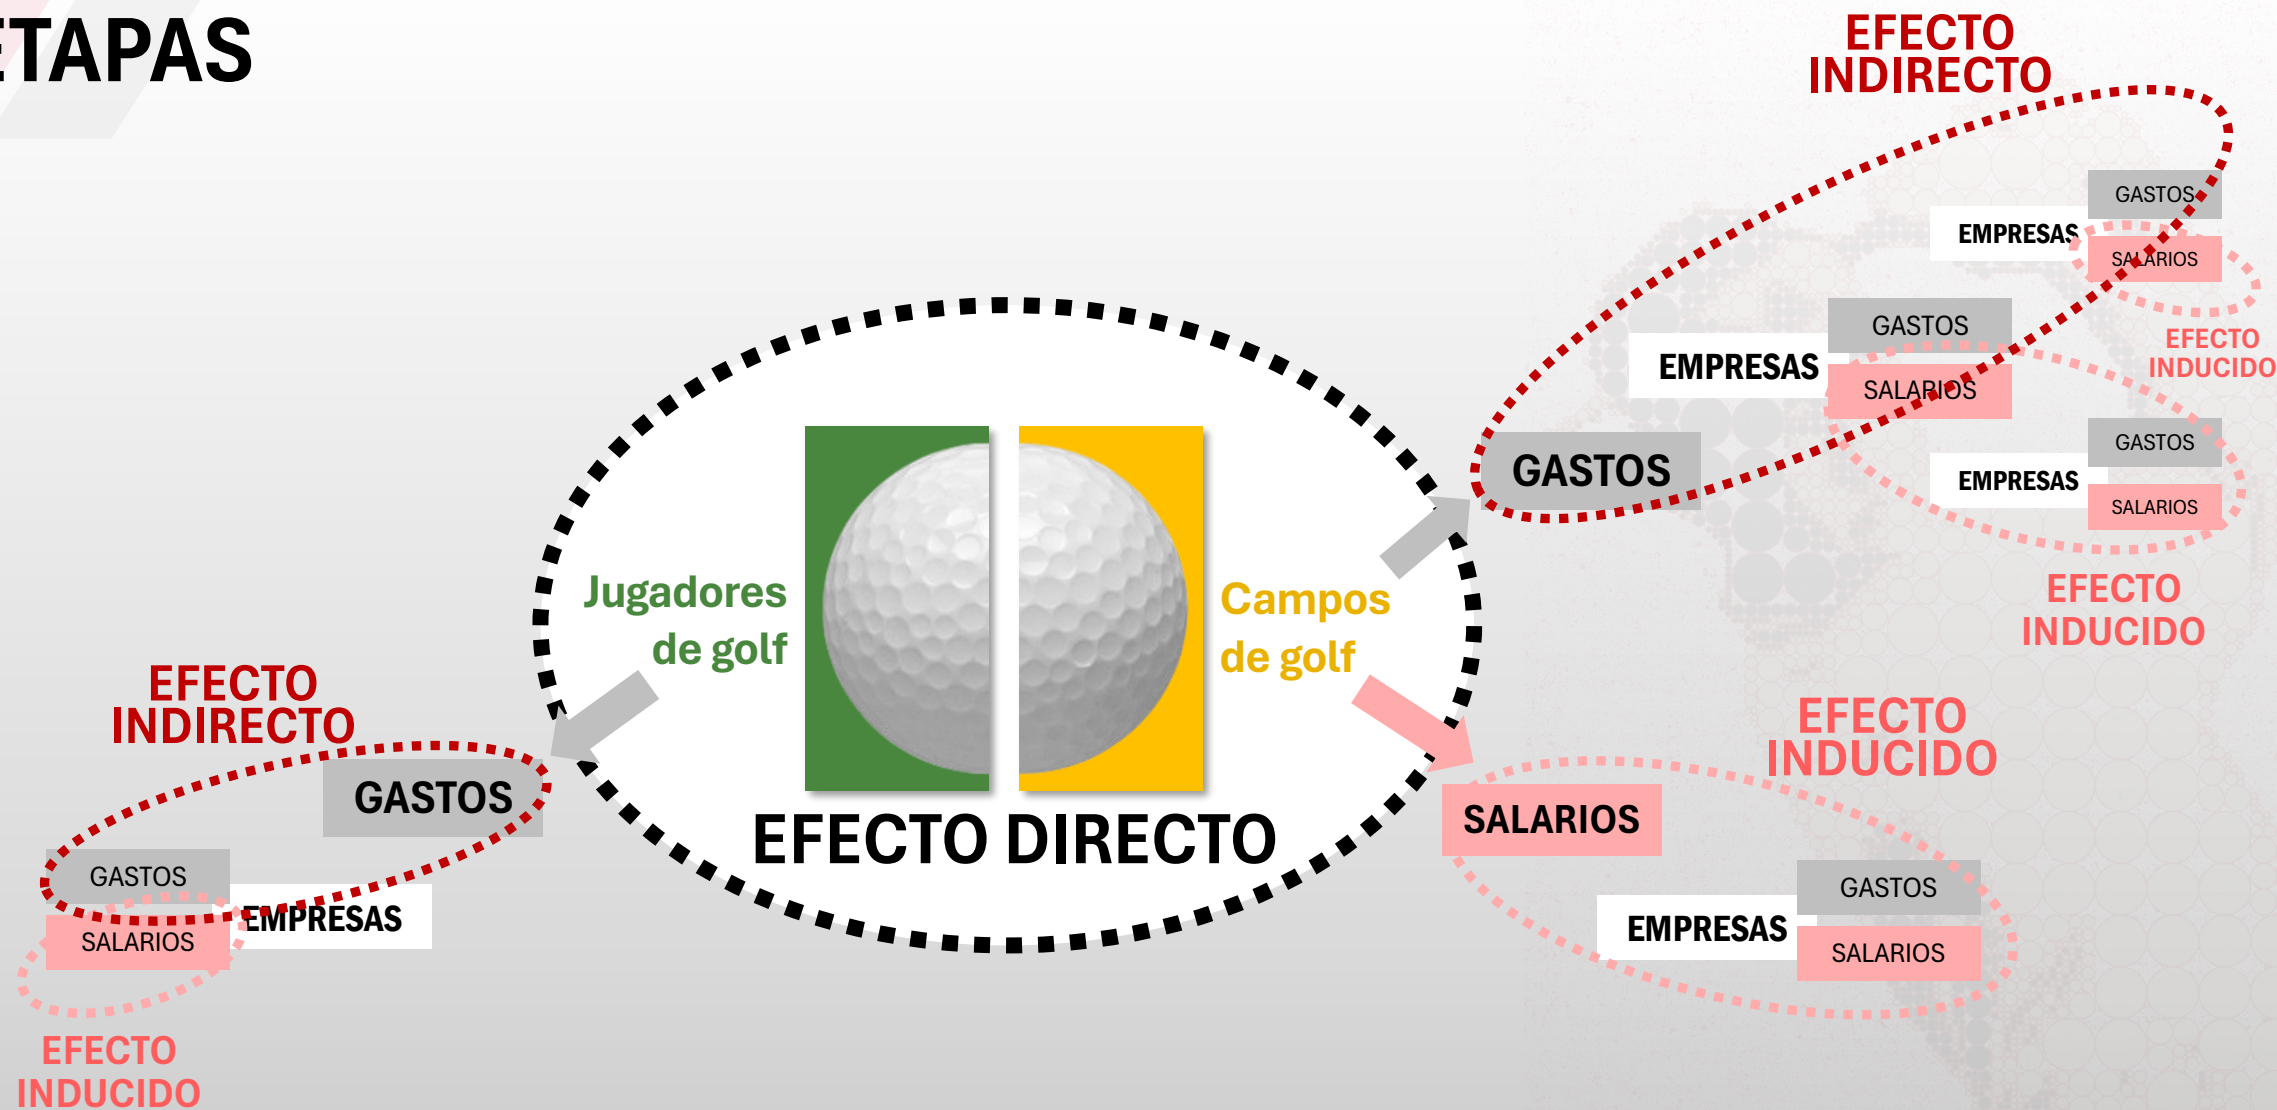 ETAPAS
EFECTO
INDIRECTO
GASTOS
EMPRESAS
SALARIOS
EFECTO
INDUCIDO
GASTOS
EMPRESAS
SALARIOS
GASTOS
EMPRESAS
SALARIOS
EFECTO
INDUCIDO
GASTOS
Jugadores
de golf
Campos
de golf
EFECTO DIRECTO
EFECTO
INDIRECTO
GASTOS
GASTOS
EMPRESAS
SALARIOS
EFECTO
INDUCIDO
EFECTO
INDUCIDO
SALARIOS
GASTOS
EMPRESAS
SALARIOS